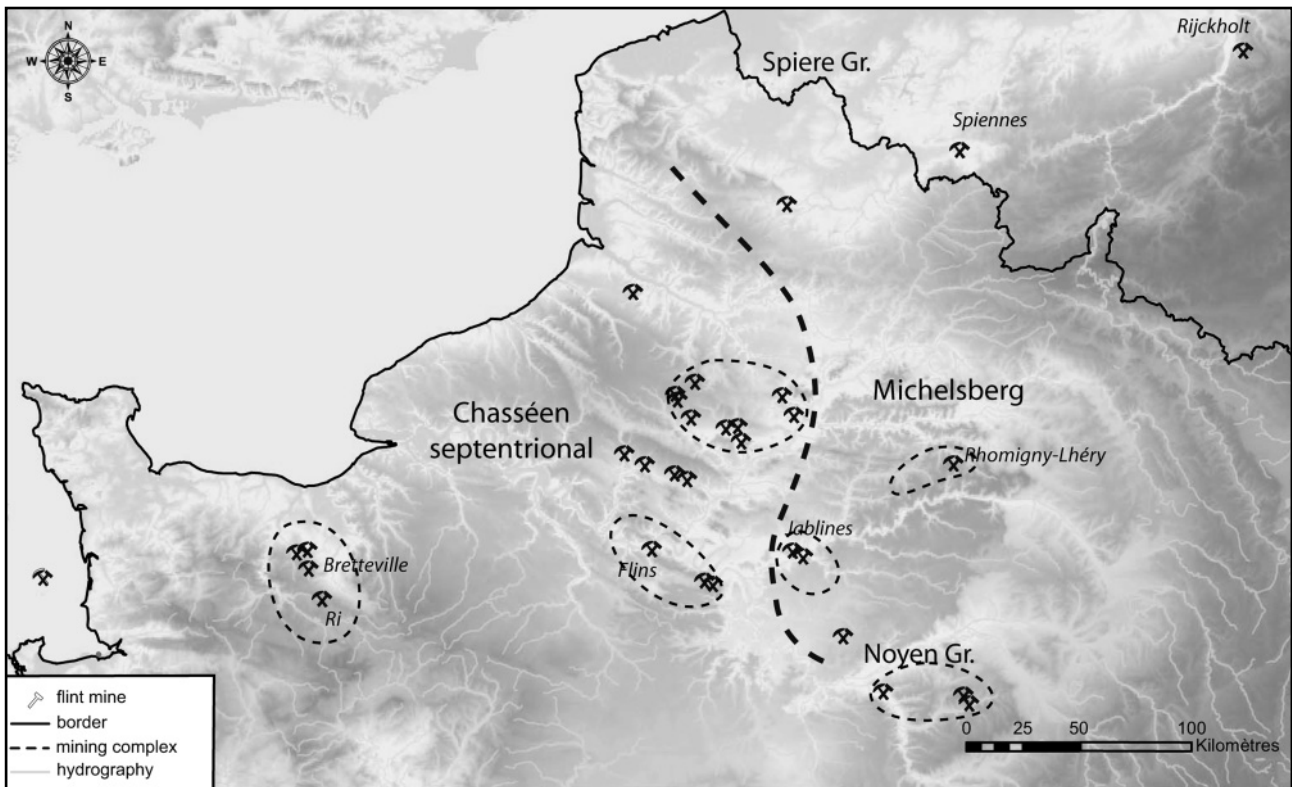 N
W
E
S
Rijckholt
Spiere Gr.
Spiennes
Michelsberg
Chasséen
septentrional
Rhomigny-Lhéry
Jablines
Bretteville
Flins
Ri
Noyen Gr.
flint mine
border
mining complex
hydrography
0 25 50 100
Kilomètres